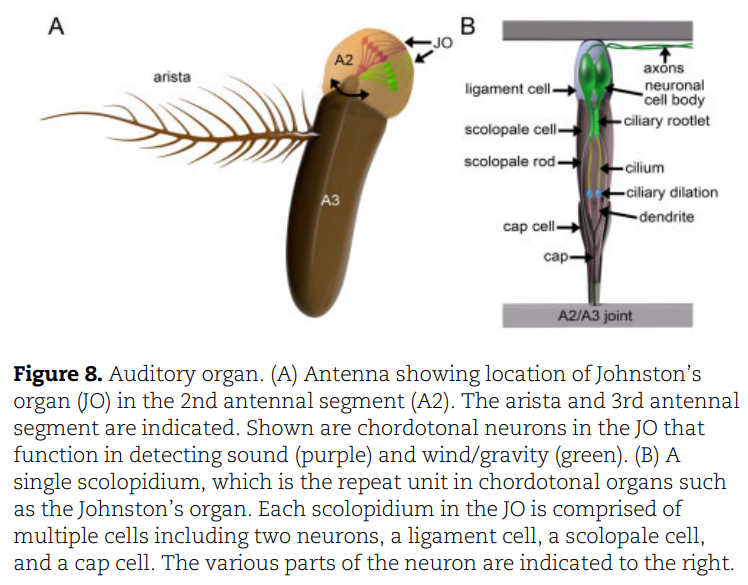 A
B
JO
A2
arista
A3
axons
neuronal
cell body
ligament cell
ciliary rootlet
scolopale cell
scolopale rod
cilium
ciliary dilation
dendrite
cap cell
cap
A2/A3 joint
Figure 8. Auditory organ. (A) Antenna showing location of Johnston’s
organ (JO) in the 2nd antennal segment (A2). The arista and 3rd antennal
segment are indicated. Shown are chordotonal neurons in the JO that
function in detecting sound (purple) and wind/gravity (green). (B) A
single scolopidium, which is the repeat unit in chordotonal organs such
as the Johnston’s organ. Each scolopidium in the JO is comprised of
multiple cells including two neurons, a ligament cell, a scolopale cell,
and a cap cell. The various parts of the neuron are indicated to the right.